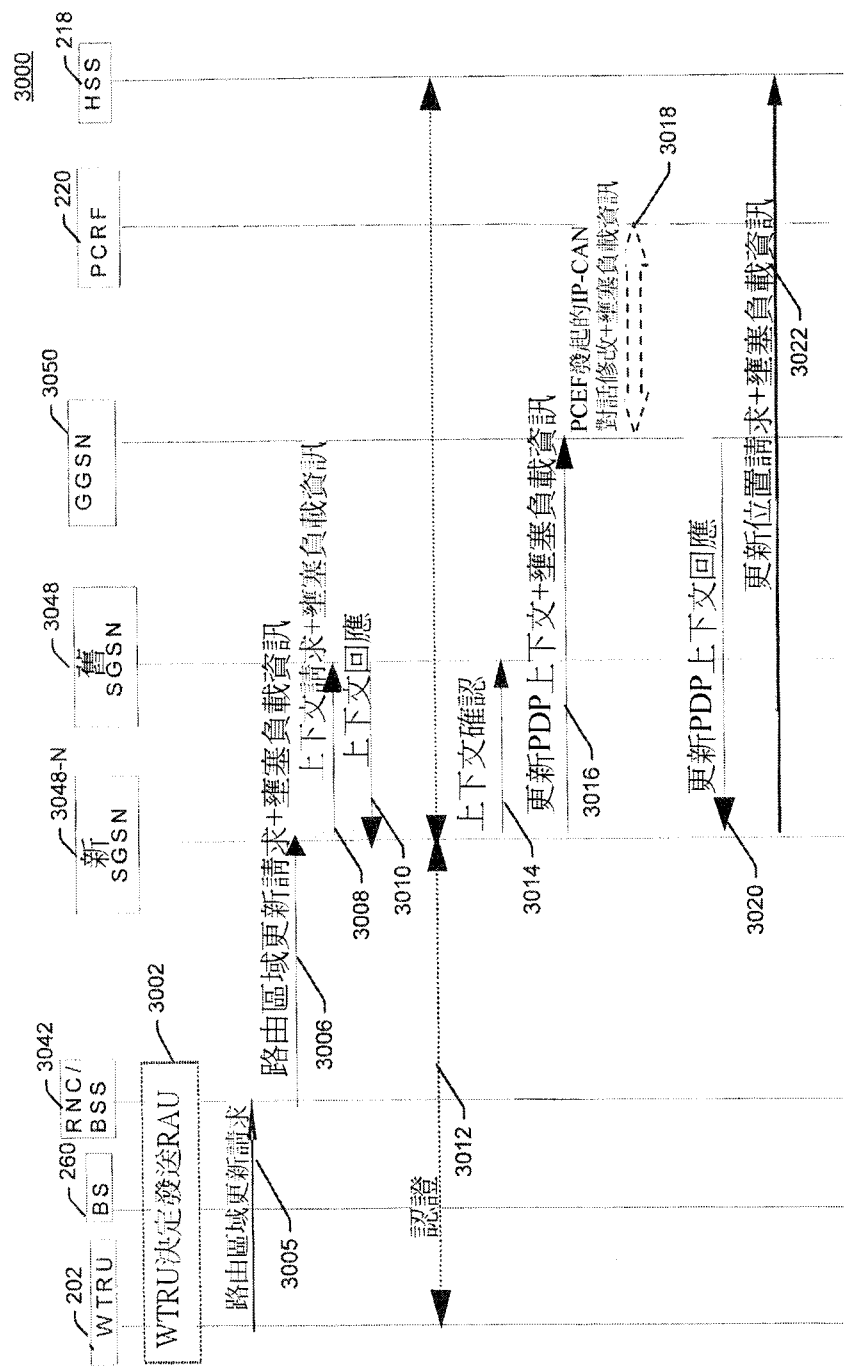 3000
202
260
3042
3048-N
3048
3050
220
218
WTRU
BS
RNC/
BSS
新
SGSN
舊
SGSN
GGSN
PCRF
HSS
WTRU決定發送RAU
3002
路由區域更新請求
3005
路由區域更新請求+壅塞負載資訊
3006
上下文請求+壅塞負載資訊
3008
上下文回應
3010
認證
3012
上下文確認
3014
更新PDP上下文+壅塞負載資訊
3016
PCEF發起的IP-CAN
對話修改+壅塞負載資訊
3018
更新PDP上下文回應
3020
更新位置請求+壅塞負載資訊
3022